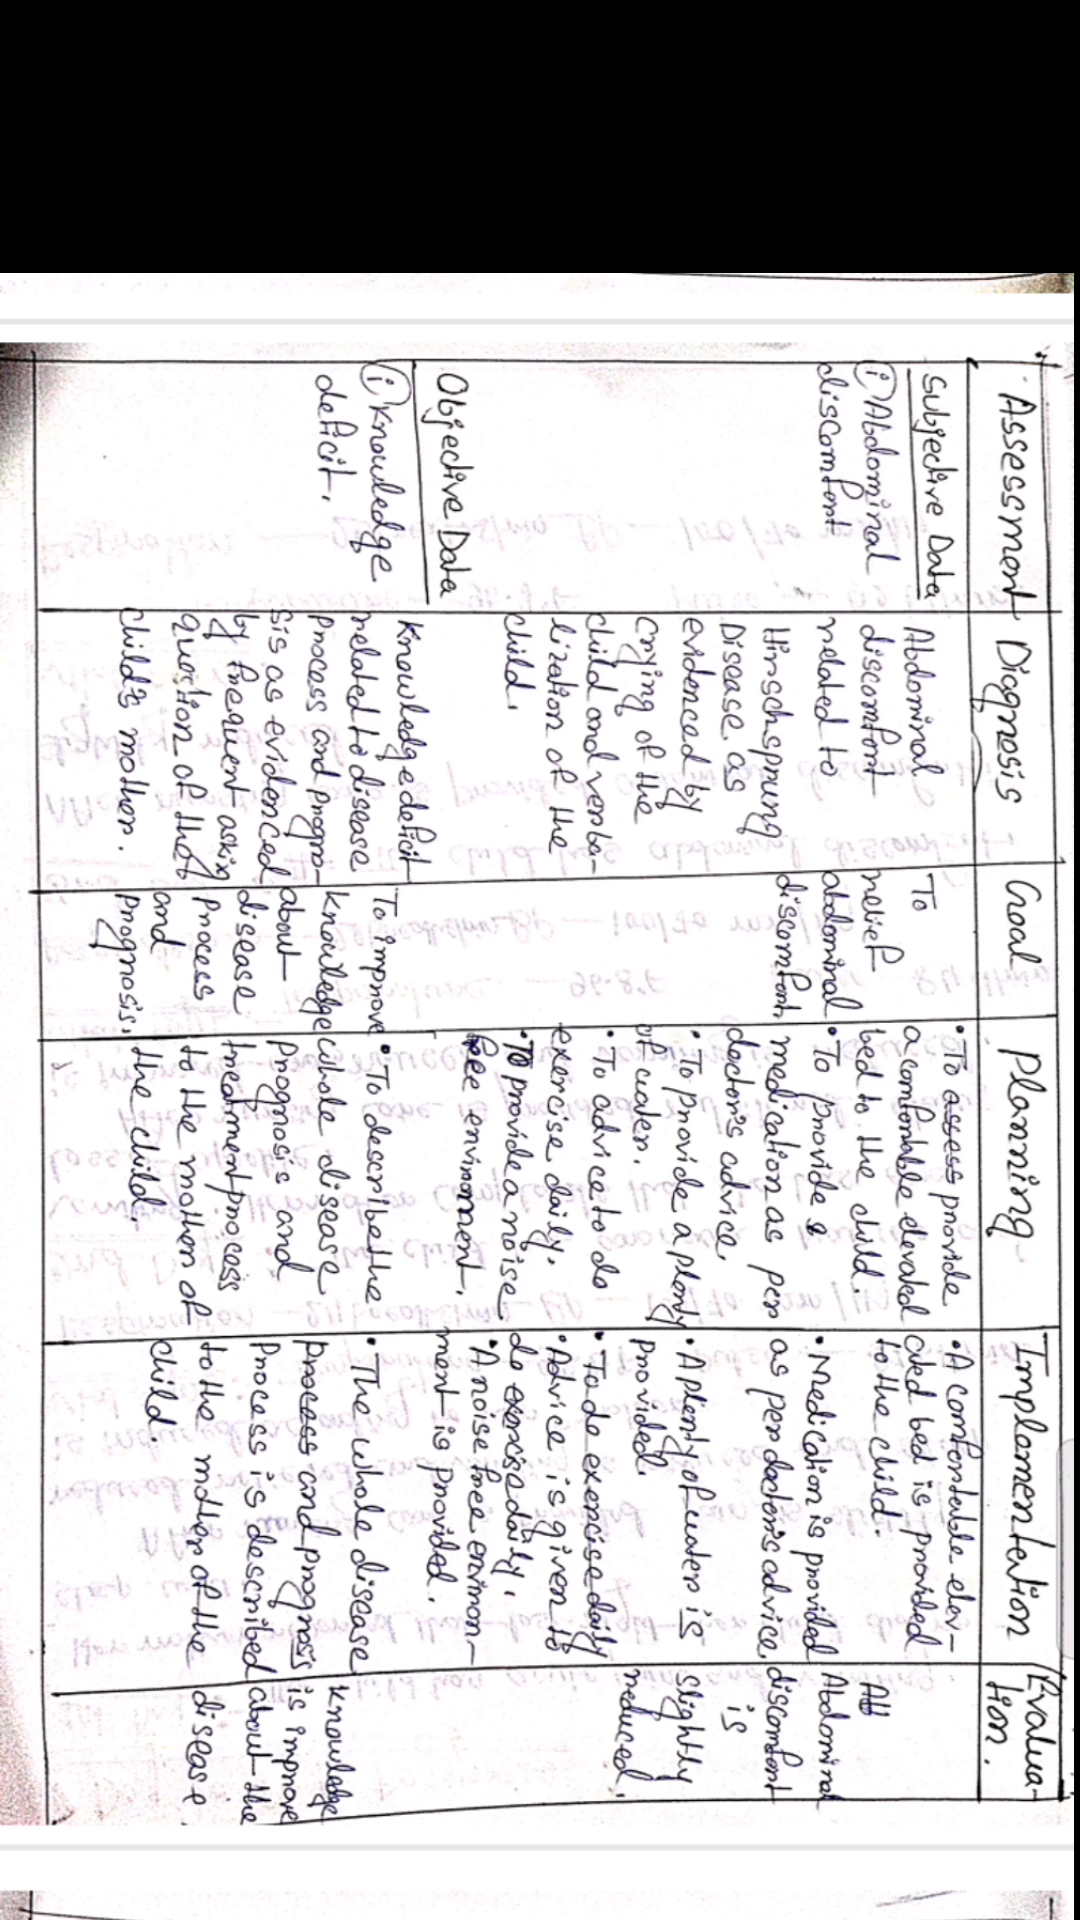 Assessment
Diagnosis
Goal
Planning
Implementation
Evalua-
tion.
Subjective Data
(i) Abdominal
discomfort
Abdominal
discomfort
related to
Hirschsprung
Disease as
evidenced by
crying of the
child and verba-
lization of the
child.
To
relief
abdominal
discomfort
• To assess provide
a comfortable elevated
bed to the child
• To provide
medication as per
doctor's advice.
• To provide a plenty
of water.
• To advice to do
exercise daily.
• To provide a noise
free environment.
• A comfortable elev-
ated bed is provided
to the child.
• Medication is provided
as per doctor's advice.
• A plenty of water is
provided.
• To do exercise daily
• Advice is given to
do exercise daily.
• A noise free environ-
ment is provided.
Abdominal
discomfort
is
slightly
reduced.
Objective Data
(i) Knowledge
deficit.
Knowledge deficit
related to disease
process and progno-
sis as evidenced
by frequent asking
question of that
child's mother.
To improve
knowledge
about
disease
process
and
prognosis.
• To describe the
whole disease
prognosis and
treatment process
to the mother of
the child.
• The whole disease
process and prognosis
process is described
to the mother of the
child
Knowledge
is improve
about the
disease